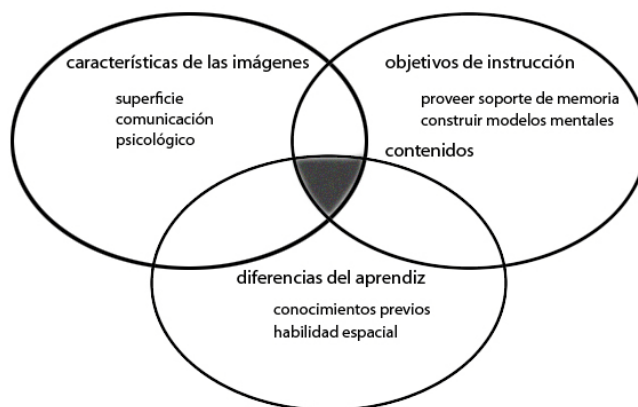 características de las imágenes
superficie
comunicación
psicológico
objetivos de instrucción
proveer soporte de memoria
construir modelos mentales
contenidos
diferencias del aprendiz
conocimientos previos
habilidad espacial